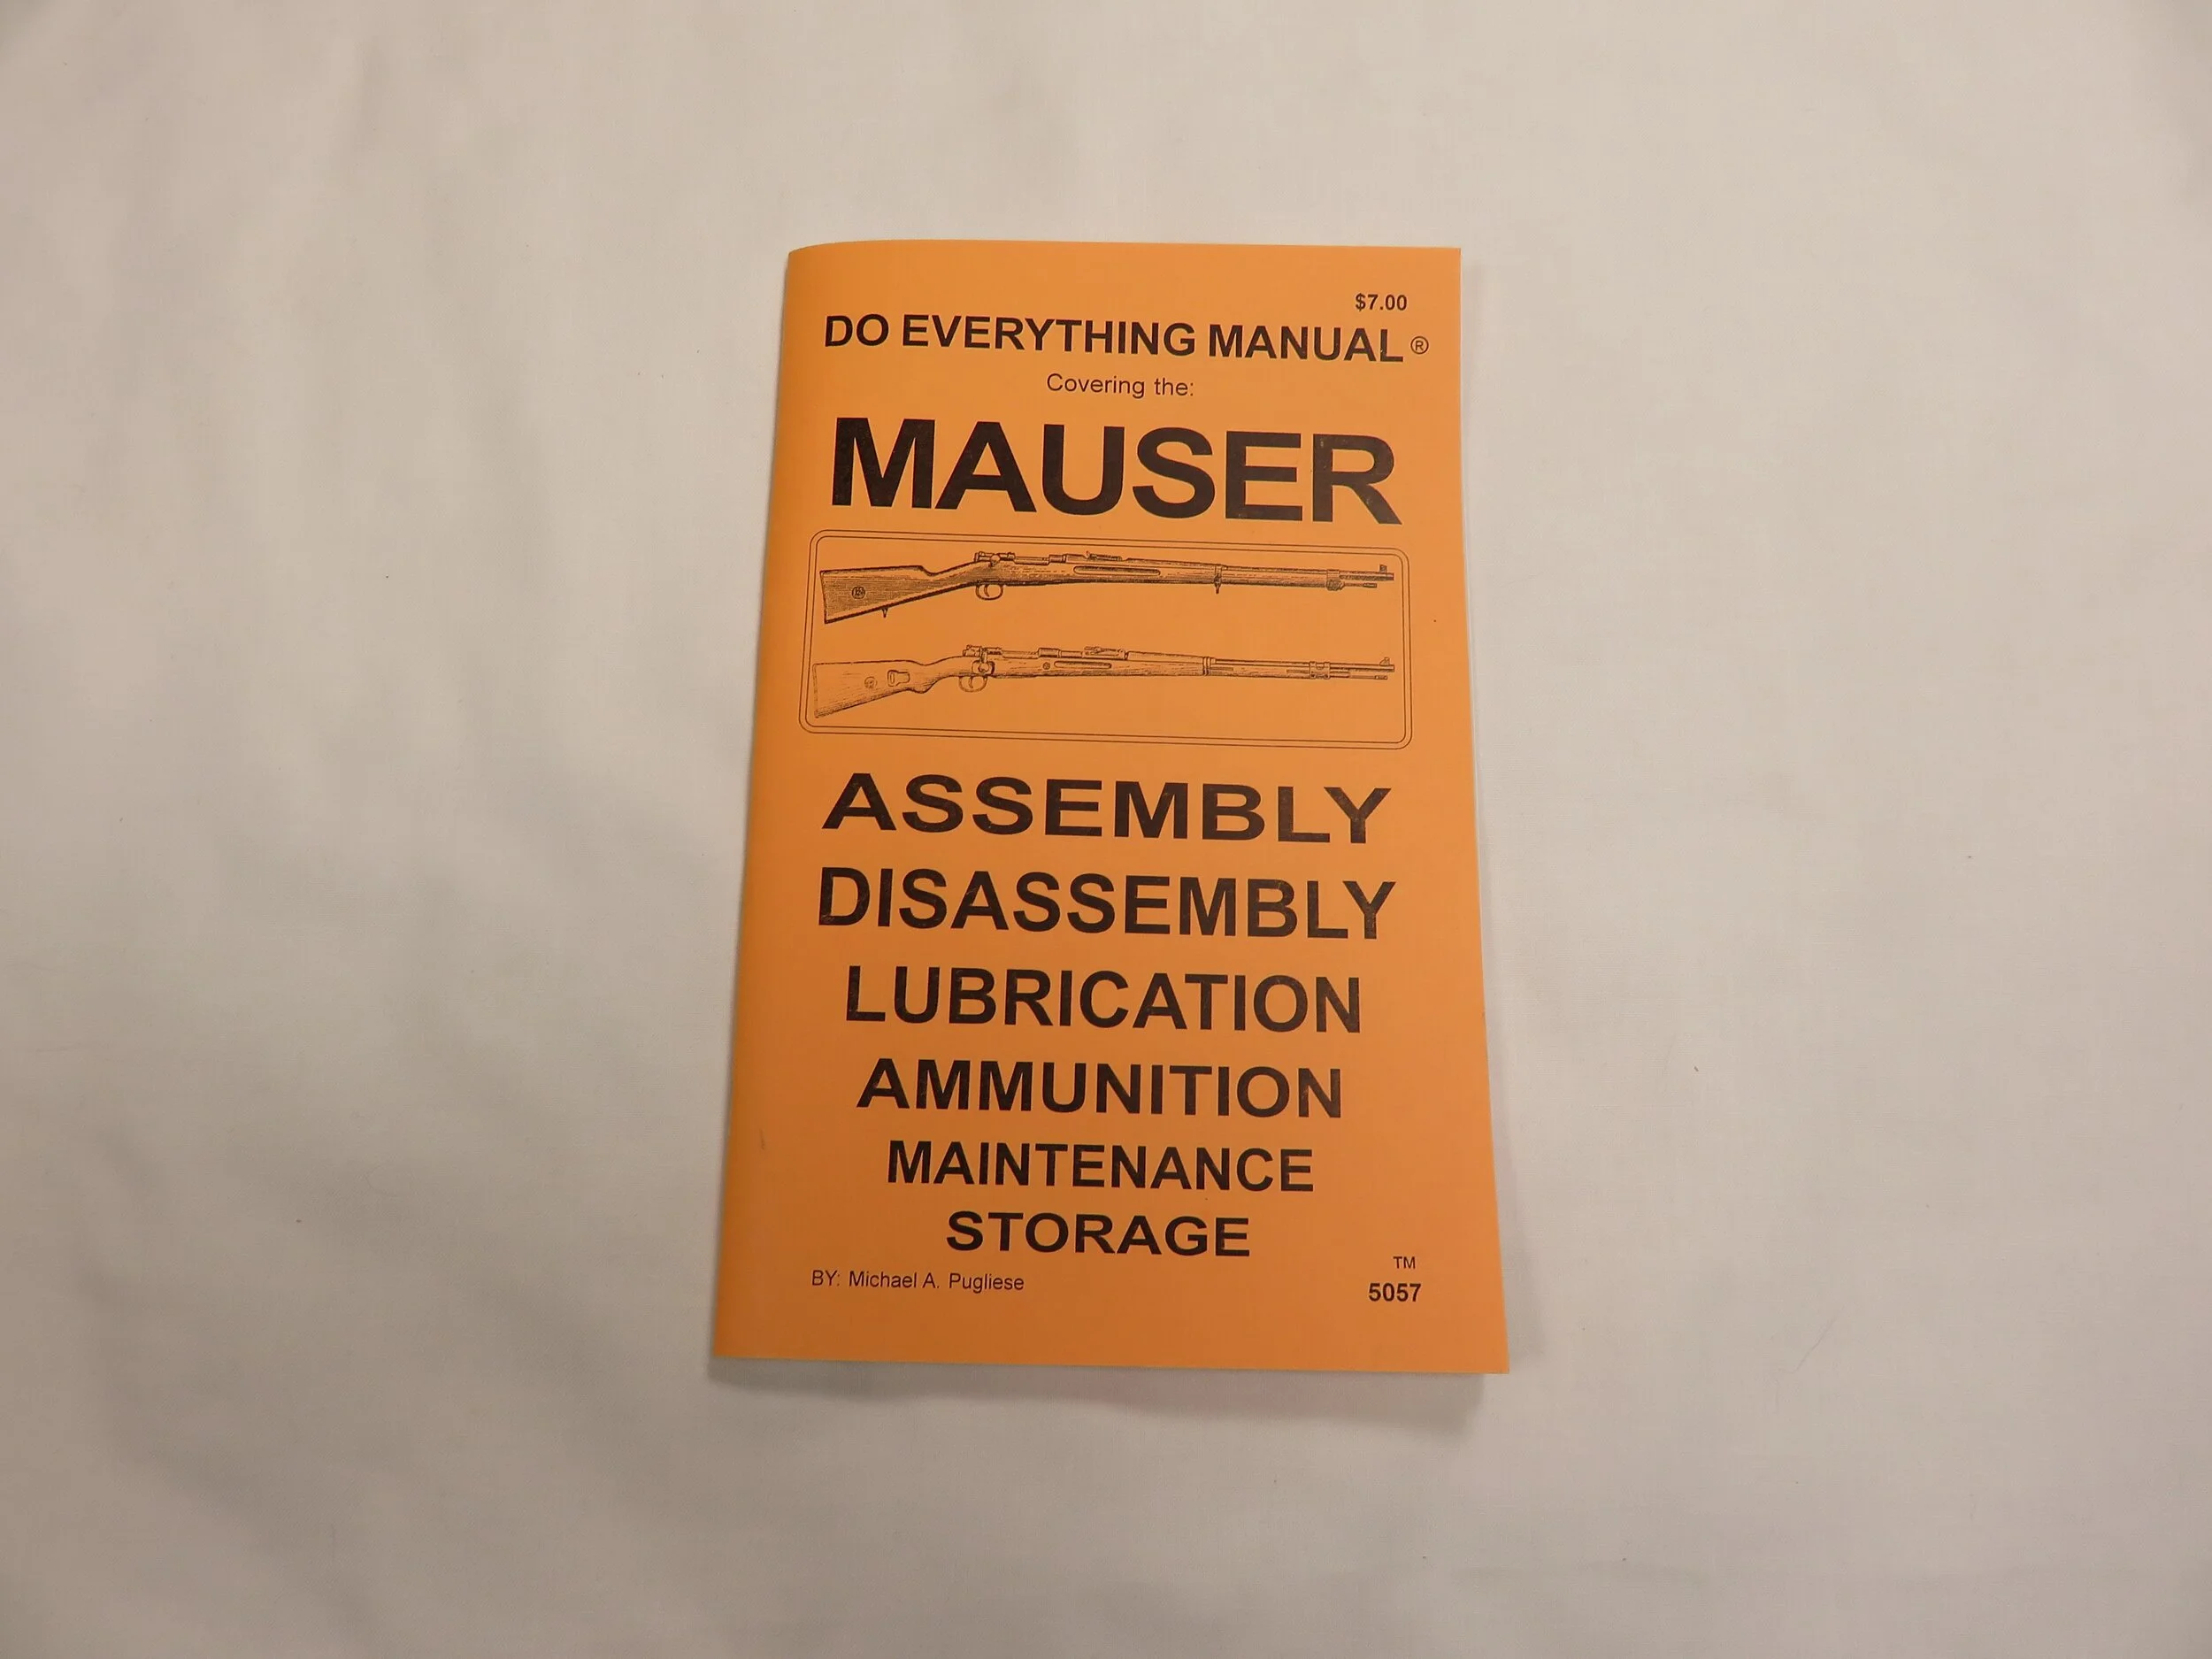 $7.00
DO EVERYTHING MANUAL®
Covering the:
MAUSER
ASSEMBLY
DISASSEMBLY
LUBRICATION
AMMUNITION
MAINTENANCE
STORAGE
BY: Michael A. Pugliese
TM
5057